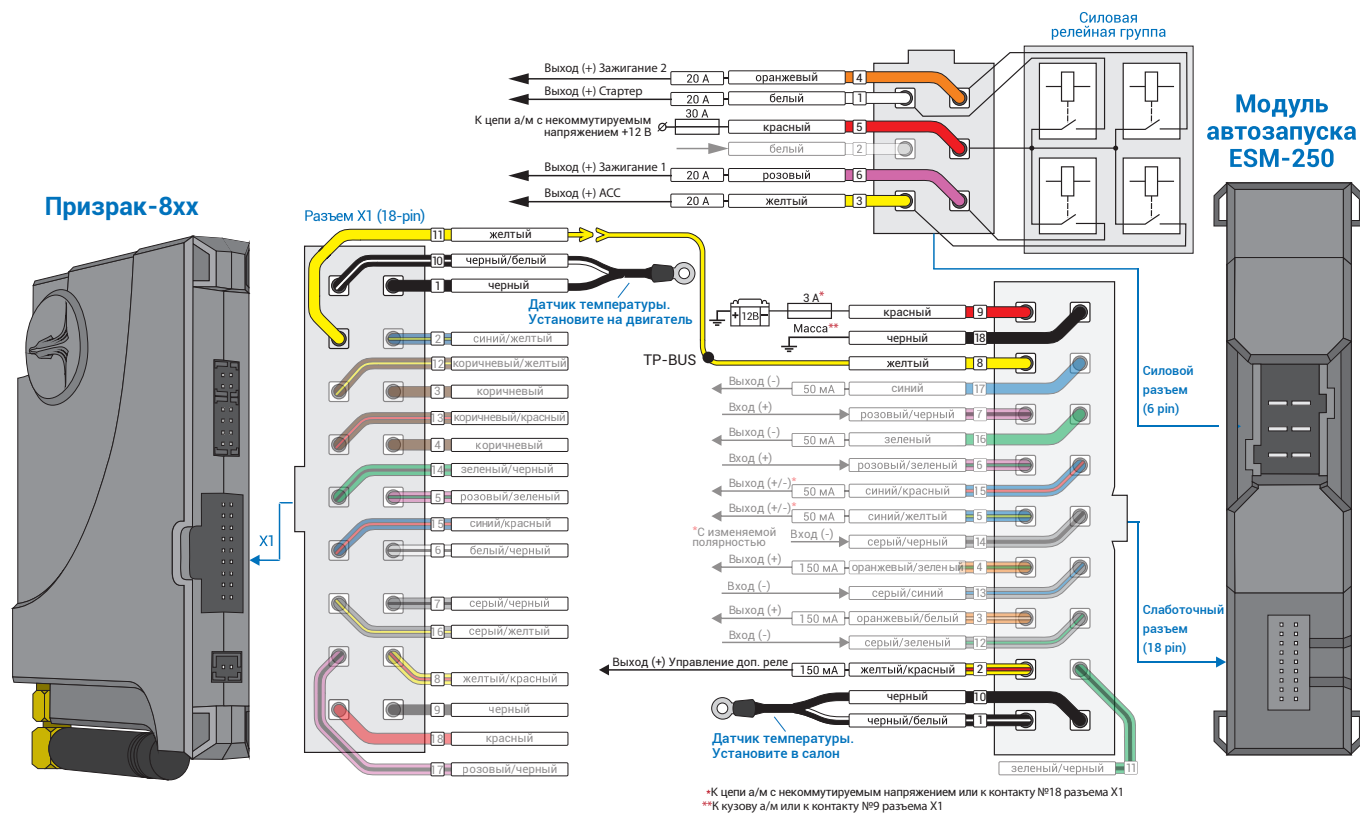 Силовая
релейная группа
Модуль
автозапуска
ESM-250
Призрак-8xx
Выход (+) Зажигание 2
20 А
оранжевый
4
Выход (+) Стартер
20 А
белый
1
К цепи а/м с некоммутируемым
напряжением +12 В
30 А
красный
5
белый
2
Выход (+) Зажигание 1
20 А
розовый
6
Выход (+) АСС
20 А
желтый
3
Разъем X1 (18-pin)
11
желтый
10
черный/белый
1
черный
Датчик температуры.
Установите на двигатель
2
синий/желтый
12
коричневый/желтый
3
коричневый
13
коричневый/красный
4
коричневый
14
зеленый/черный
5
розовый/зеленый
15
синий/красный
6
белый/черный
7
серый/черный
16
серый/желтый
8
желтый/красный
9
черный
18
красный
17
розовый/черный
X1
TP-BUS
+ 12В −
3 А*
красный
9
Масса**
черный
18
желтый
8
Выход (-)
50 мА
синий
17
Вход (+)
розовый/черный
7
Выход (-)
50 мА
зеленый
16
Вход (+)
розовый/зеленый
6
Выход (+/-)*
50 мА
синий/красный
15
Выход (+/-)*
50 мА
синий/желтый
5
*С изменяемой
полярностью
Вход (-)
серый/черный
14
Выход (+)
150 мА
оранжевый/зеленый
4
Вход (-)
серый/синий
13
Выход (+)
150 мА
оранжевый/белый
3
Вход (-)
серый/зеленый
12
Выход (+) Управление доп. реле
150 мА
желтый/красный
2
черный
10
черный/белый
1
Датчик температуры.
Установите в салон
зеленый/черный
11
Силовой
разъем
(6 pin)
Слаботочный
разъем
(18 pin)
*К цепи а/м с некоммутируемым напряжением или к контакту №18 разъема X1
**К кузову а/м или к контакту №9 разъема X1